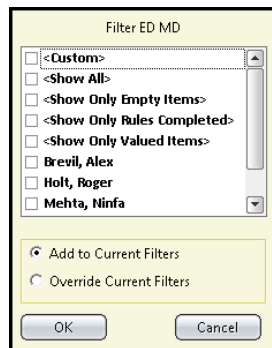 Filter ED MD
<Custom>
<Show All>
<Show Only Empty Items>
<Show Only Rules Completed>
<Show Only Valued Items>
Brevil, Alex
Holt, Roger
Mehta, Ninfa
Add to Current Filters
Override Current Filters
OK
Cancel